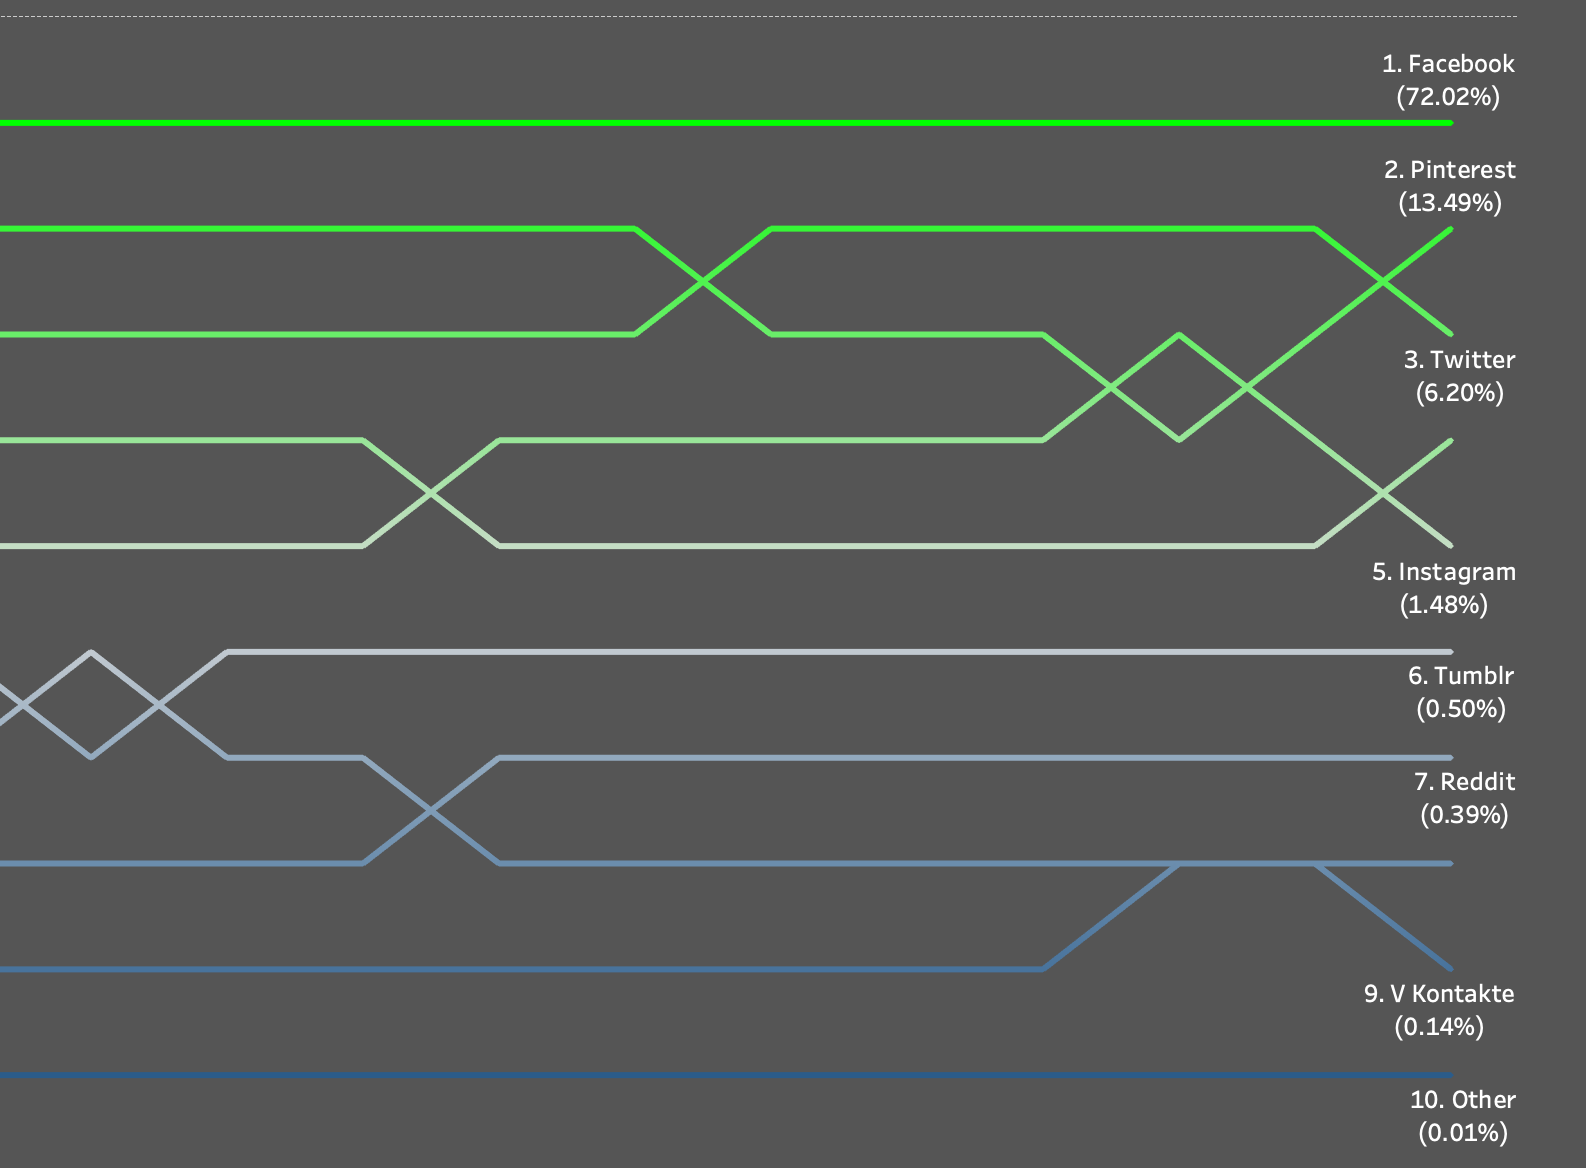 1. Facebook
(72.02%)
2. Pinterest
(13.49%)
3. Twitter
(6.20%)
5. Instagram
(1.48%)
6. Tumblr
(0.50%)
7. Reddit
(0.39%)
9. V Kontakte
(0.14%)
10. Other
(0.01%)